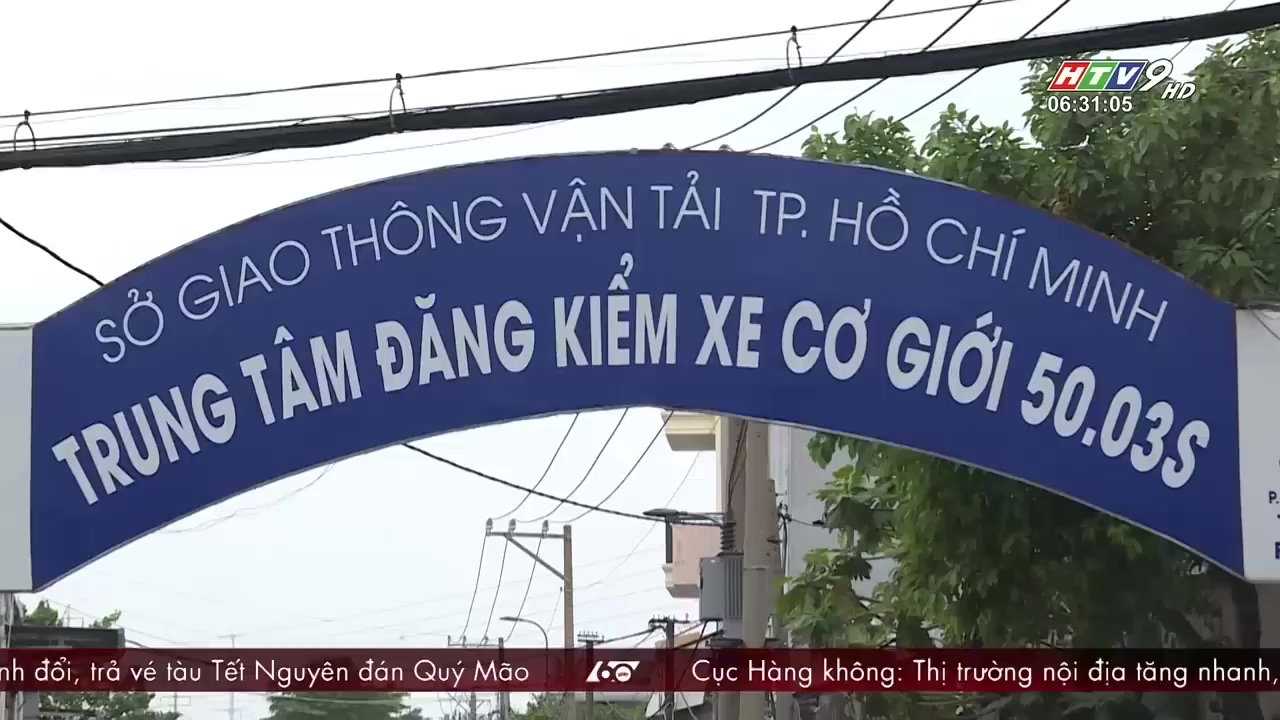 HTV9 HD
06:31:05
SỞ GIAO THÔNG VẬN TẢI TP. HỒ CHÍ MINH
TRUNG TÂM ĐĂNG KIỂM XE CƠ GIỚI 50.03S
P.
đổi, trả vé tàu Tết Nguyên đán Quý Mão
60
Cục Hàng không: Thị trường nội địa tăng nhanh,